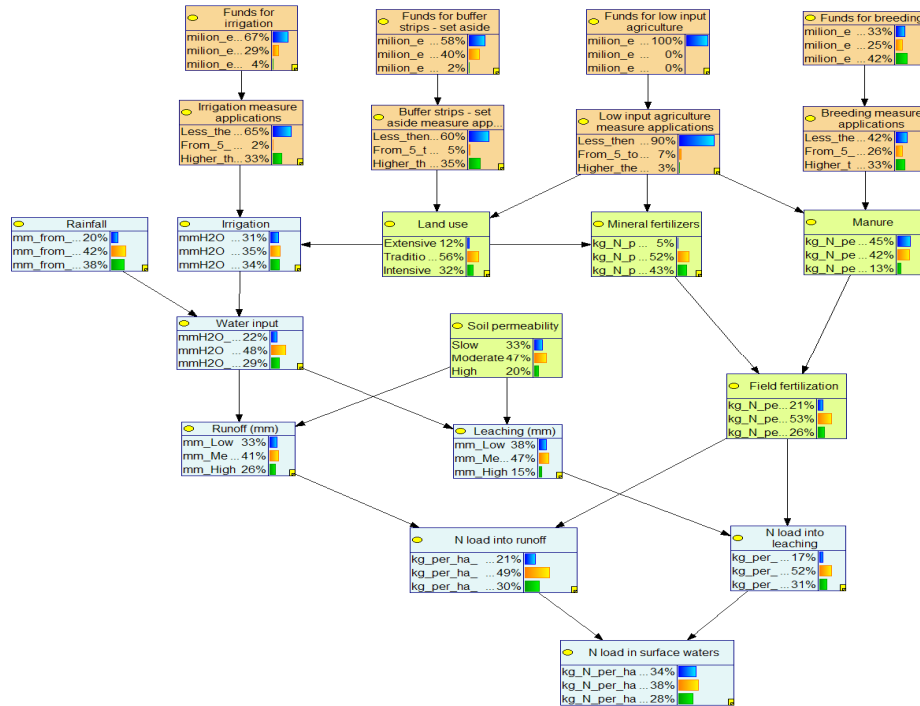 Funds for
irrigation
milion_e ...67%
milion_e ...29%
milion_e ... 4%
Funds for buffer
strips - set aside
milion_e ...58%
milion_e ...40%
milion_e ... 2%
Funds for low input
agriculture
milion_e ...100%
milion_e ... 0%
milion_e ... 0%
Funds for breeding
milion_e ...33%
milion_e ...25%
milion_e ...42%
Irrigation measure
applications
Less_the ...65%
From_5_ ... 2%
Higher_th ...33%
Buffer strips - set
aside measure app...
Less_then...60%
From_5_t ... 5%
Higher_th ...35%
Low input agriculture
measure applications
Less_then ...90%
From_5_to ... 7%
Higher_the ... 3%
Breeding measure
applications
Less_the ...42%
From_5_ ...26%
Higher_t ...33%
Rainfall
mm_from_...20%
mm_from_...42%
mm_from_...38%
Irrigation
mmH2O ...31%
mmH2O ...35%
mmH2O ...34%
Land use
Extensive 12%
Traditio ...56%
Intensive 32%
Mineral fertilizers
kg_N_p ... 5%
kg_N_p ...52%
kg_N_p ...43%
Manure
kg_N_pe ...45%
kg_N_pe ...42%
kg_N_pe ...13%
Water input
mmH2O_ ...22%
mmH2O_ ...48%
mmH2O_ ...29%
Soil permeability
Slow 33%
Moderate 47%
High 20%
Field fertilization
kg_N_pe...21%
kg_N_pe...53%
kg_N_pe...26%
Runoff (mm)
mm_Low 33%
mm_Me ...41%
mm_High 26%
Leaching (mm)
mm_Low 38%
mm_Me ...47%
mm_High 15%
N load into runoff
kg_per_ha_ ...21%
kg_per_ha_ ...49%
kg_per_ha_ ...30%
N load into
leaching
kg_per_ ...17%
kg_per_ ...52%
kg_per_ ...31%
N load in surface waters
kg_N_per_ha ...34%
kg_N_per_ha ...38%
kg_N_per_ha ...28%